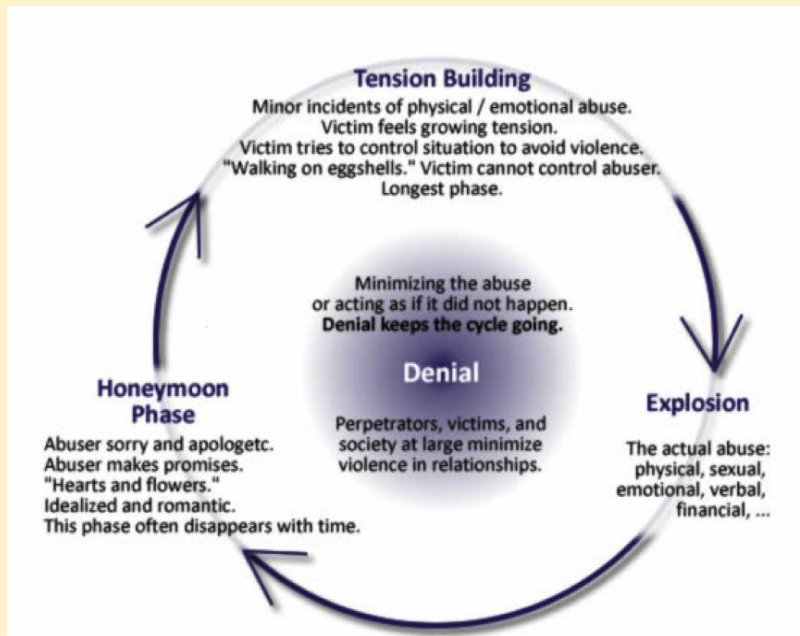 Tension Building
Minor incidents of physical / emotional abuse.
Victim feels growing tension.
Victim tries to control situation to avoid violence.
"Walking on eggshells." Victim cannot control abuser.
Longest phase.
Minimizing the abuse
or acting as if it did not happen.
Denial keeps the cycle going.
Denial
Perpetrators, victims, and
society at large minimize
violence in relationships.
Honeymoon
Phase
Abuser sorry and apologetc.
Abuser makes promises.
"Hearts and flowers."
Idealized and romantic.
This phase often disappears with time.
Explosion
The actual abuse:
physical, sexual,
emotional, verbal,
financial, ...